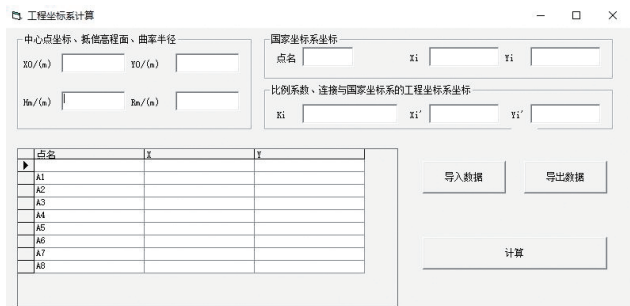 工程坐标系计算
中心点坐标、抵偿高程面、曲率半径
X0/(m) Y0/(m)
Hm/(m) Rm/(m)
国家坐标系坐标
点名 Xi Yi
比例系数、连接与国家坐标系的工程坐标系坐标
Ki Xi′ Yi′
点名 X Y
A1
A2
A3
A4
A5
A6
A7
A8
导入数据 导出数据
计算